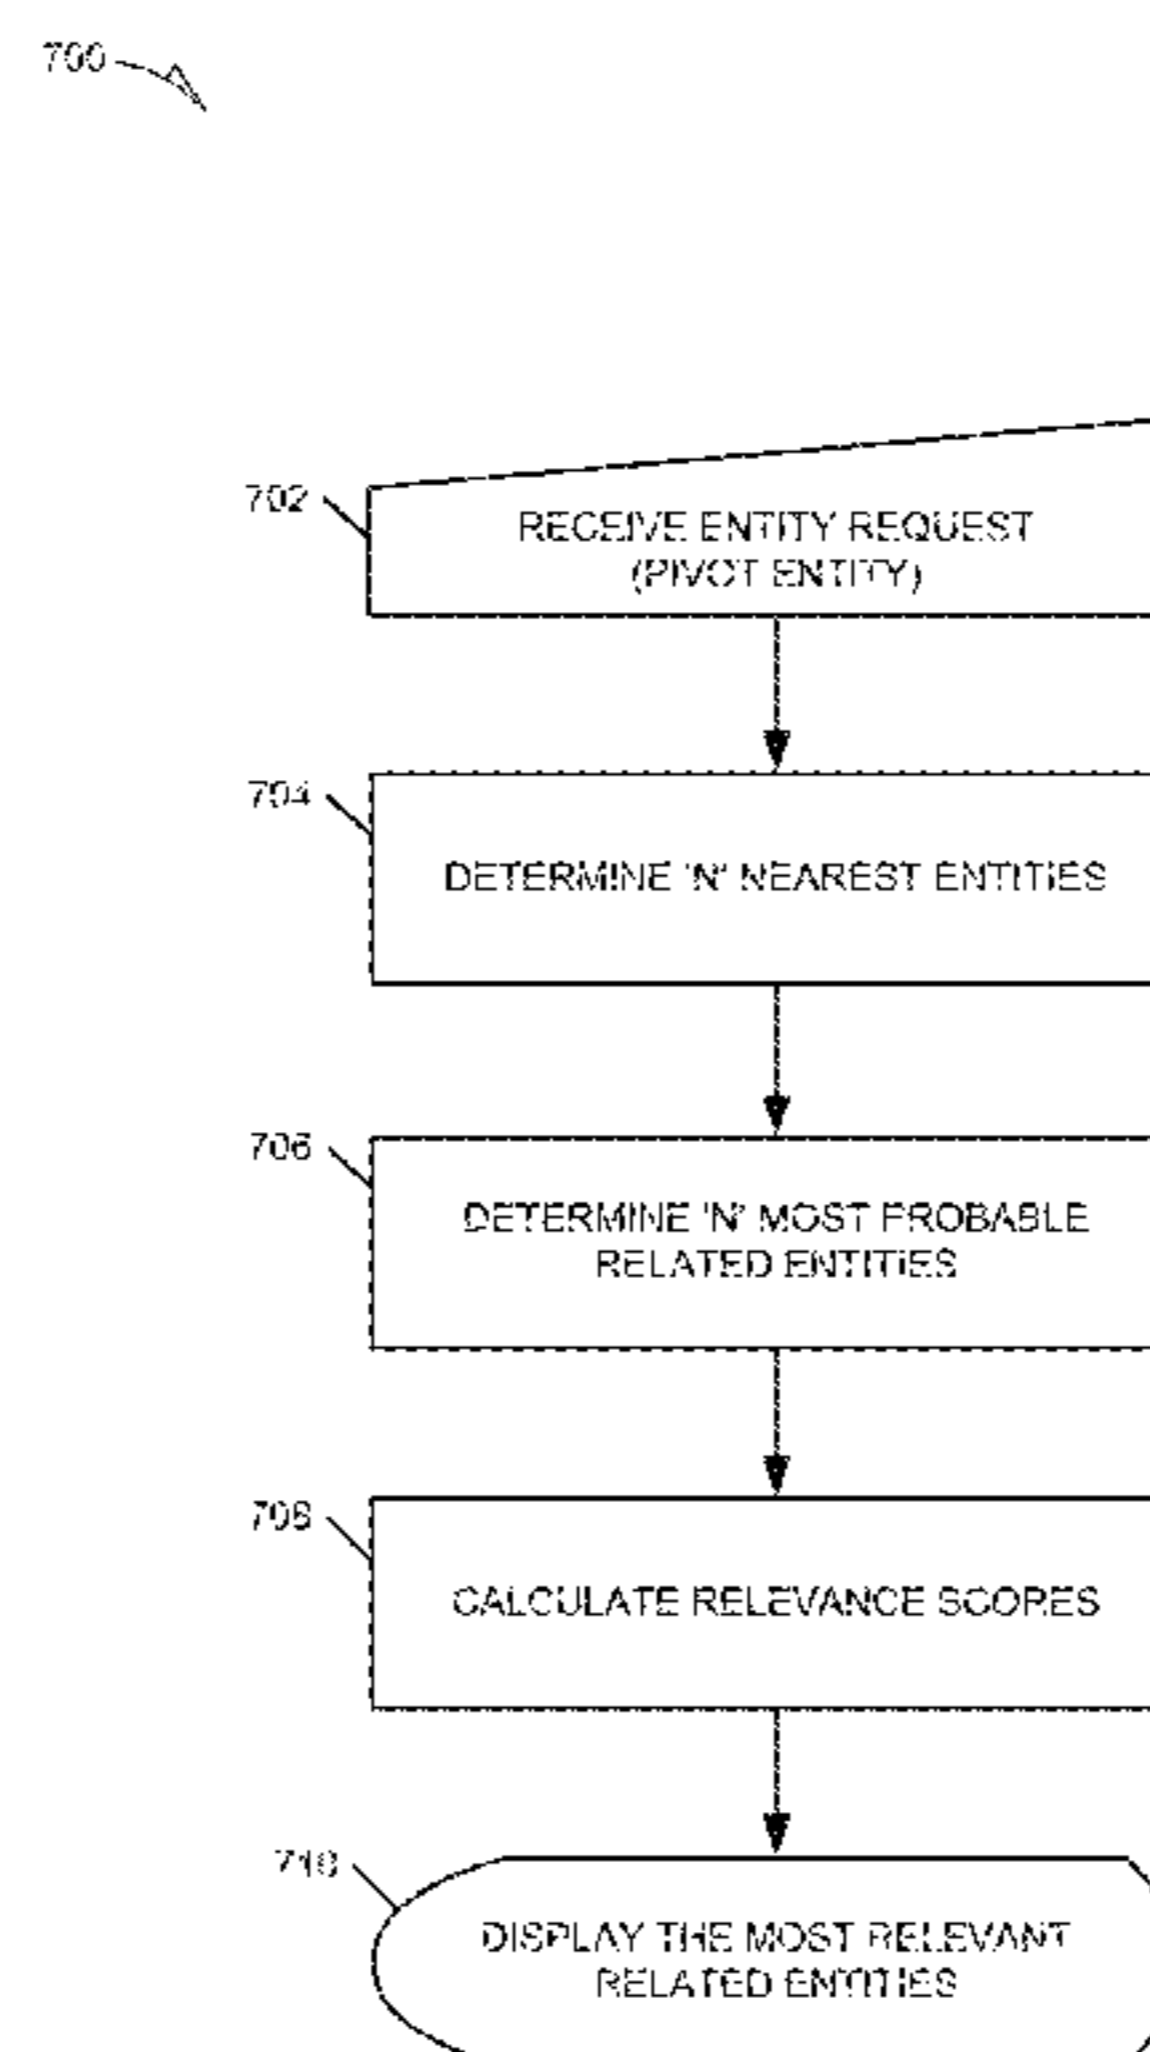 700
702
RECEIVE ENTITY REQUEST
(PIVOT ENTITY)
704
DETERMINE 'N' NEAREST ENTITIES
706
DETERMINE 'N' MOST PROBABLE
RELATED ENTITIES
708
CALCULATE RELEVANCE SCORES
710
DISPLAY THE MOST RELEVANT
RELATED ENTITIES